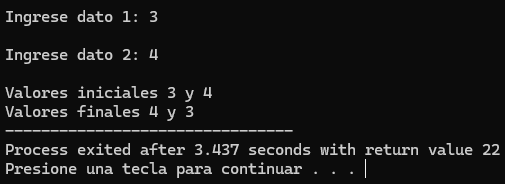 Ingrese dato 1: 3
Ingrese dato 2: 4
Valores iniciales 3 y 4
Valores finales 4 y 3
--------------------------------
Process exited after 3.437 seconds with return value 22
Presione una tecla para continuar . . .